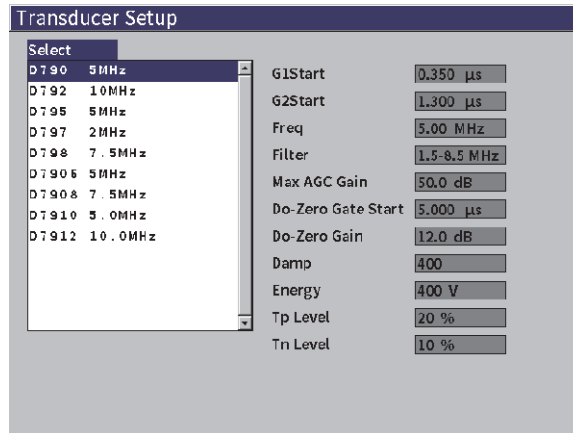 Transducer Setup
Select
D790 5MHz
D792 10MHz
D795 5MHz
D797 2MHz
D798 7.5MHz
D7906 5MHz
D7908 7.5MHz
D7910 5.0MHz
D7912 10.0MHz
G1Start 0.350 µs
G2Start 1.300 µs
Freq 5.00 MHz
Filter 1.5-8.5 MHz
Max AGC Gain 50.0 dB
Do-Zero Gate Start 5.000 µs
Do-Zero Gain 12.0 dB
Damp 400
Energy 400 V
Tp Level 20 %
Tn Level 10 %